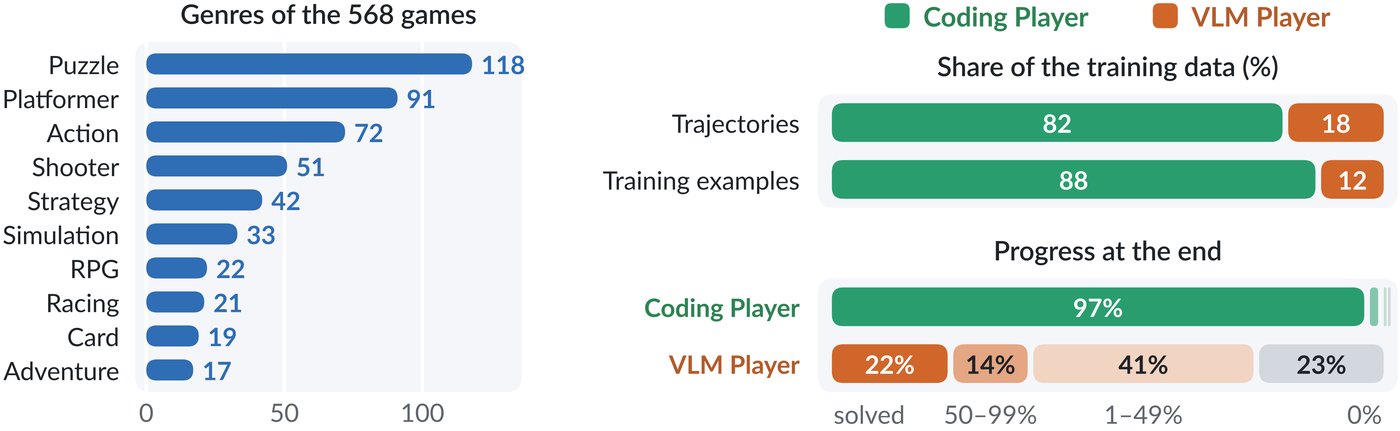 Genres of the 568 games
Puzzle 118
Platformer 91
Action 72
Shooter 51
Strategy 42
Simulation 33
RPG 22
Racing 21
Card 19
Adventure 17
0 50 100
Coding Player VLM Player
Share of the training data (%)
Trajectories 82 18
Training examples 88 12
Progress at the end
Coding Player 97%
VLM Player 22% 14% 41% 23%
solved 50–99% 1–49% 0%